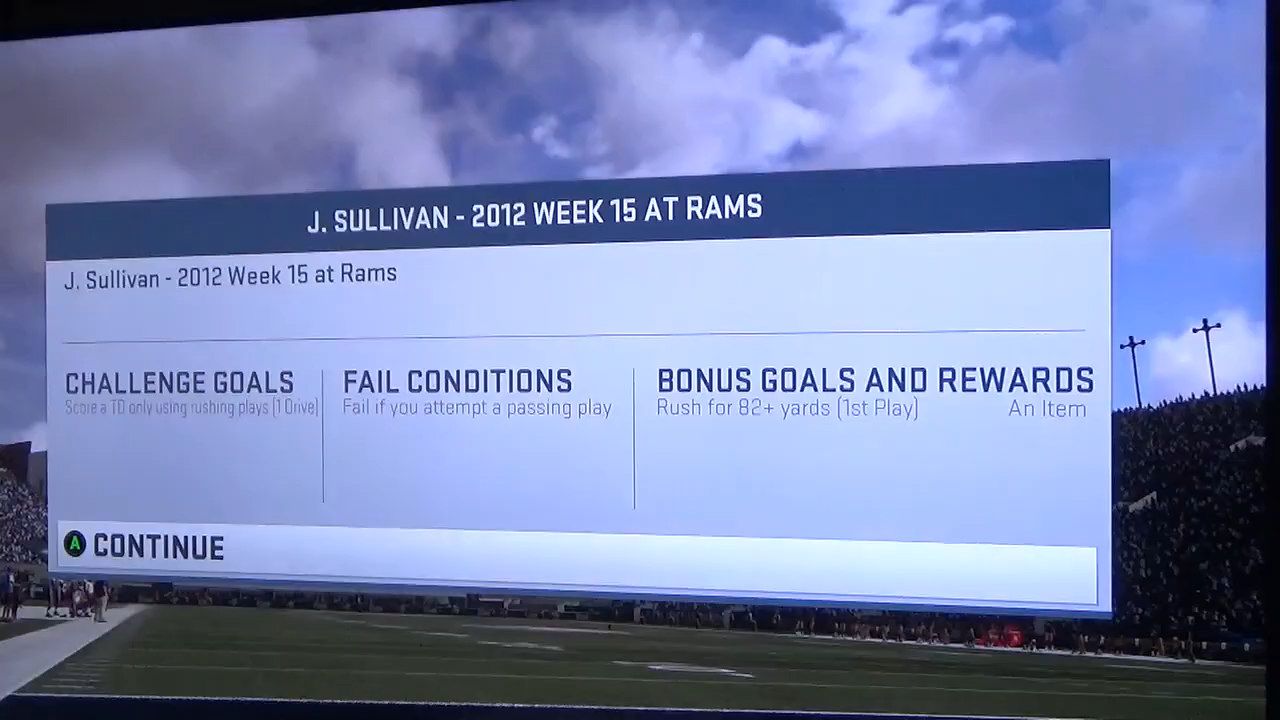 J. SULLIVAN - 2012 WEEK 15 AT RAMS
J. Sullivan - 2012 Week 15 at Rams
CHALLENGE GOALS
Score a TD only using rushing plays (1 Drive)
FAIL CONDITIONS
Fail if you attempt a passing play
BONUS GOALS AND REWARDS
Rush for 82+ yards (1st Play) An Item
A CONTINUE